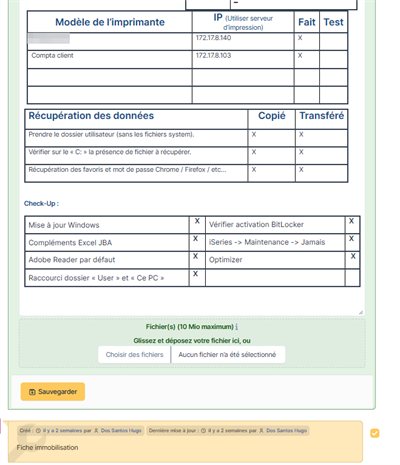 Modèle de l'imprimante
IP (Utiliser serveur d'impression)
Fait
Test
172.17.8.140
X
Compta client
172.17.8.103
X
Récupération des données
Copié
Transféré
Prendre le dossier utilisateur (sans les fichiers system).
X
X
Vérifier sur le « C: » la présence de fichier à récupérer.
X
X
Récupération des favoris et mot de passe Chrome / Firefox / etc...
X
X
Check-Up :
Mise à jour Windows
X
Vérifier activation BitLocker
X
Compléments Excel JBA
X
iSeries -> Maintenance -> Jamais
X
Adobe Reader par défaut
X
Optimizer
X
Raccourci dossier « User » et « Ce PC »
X
Fichier(s) (10 Mio maximum) i
Glissez et déposez votre fichier ici, ou
Choisir des fichiers
Aucun fichier n'a été sélectionné
Sauvegarder
Créé : il y a 2 semaines par Dos Santos Hugo
Dernière mise à jour : il y a 2 semaines par Dos Santos Hugo
Fiche immobilisation